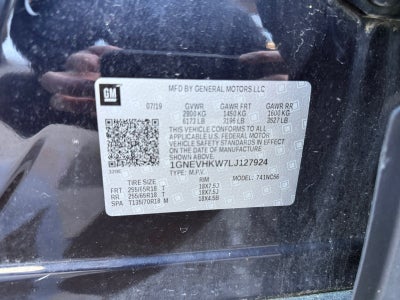 GM
MFD BY GENERAL MOTORS LLC
07/19 GVWR GAWR FRT GAWR RR
2800 KG 1450 KG 1600 KG
6173 LB 3196 LB 3527 LB
THIS VEHICLE CONFORMS TO ALL
APPLICABLE U.S. FEDERAL MOTOR
VEHICLE SAFETY STANDARDS IN EFFECT
ON THE DATE OF MANUFACTURE SHOWN ABOVE.
1GNEVHKW7LJ127924
TYPE: M.P.V. MODEL:
TIRE SIZE RIM
FRT 255/65R18 T 18X7.5J
RR 255/65R18 T 18X7.5J
SPA T135/70R18 M 18X4.5B